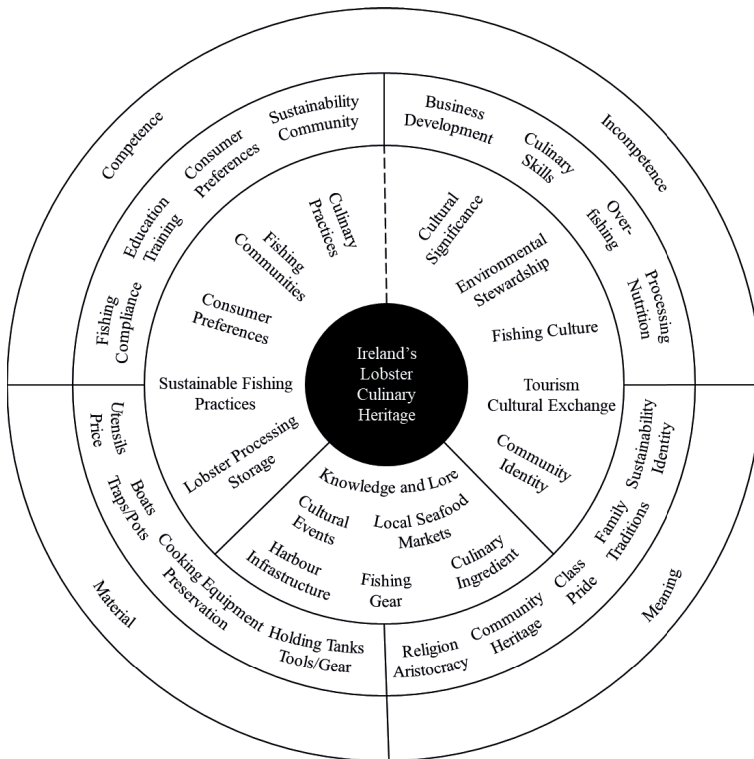 Competence
Incompetence
Material
Meaning
Sustainability
Community
Consumer
Preferences
Education
Training
Fishing
Compliance
Business
Development
Culinary
Skills
Over-
fishing
Processing
Nutrition
Sustainability
Identity
Family
Traditions
Class
Pride
Community
Heritage
Religion
Aristocracy
Holding Tanks
Tools/Gear
Cooking Equipment
Preservation
Boats
Traps/Pots
Utensils
Price
Culinary
Practices
Fishing
Communities
Consumer
Preferences
Sustainable Fishing
Practices
Lobster Processing
Storage
Cultural
Significance
Environmental
Stewardship
Fishing Culture
Tourism
Cultural Exchange
Community
Identity
Knowledge and Lore
Cultural
Events
Local Seafood
Markets
Harbour
Infrastructure
Fishing
Gear
Culinary
Ingredient
Ireland's
Lobster
Culinary
Heritage